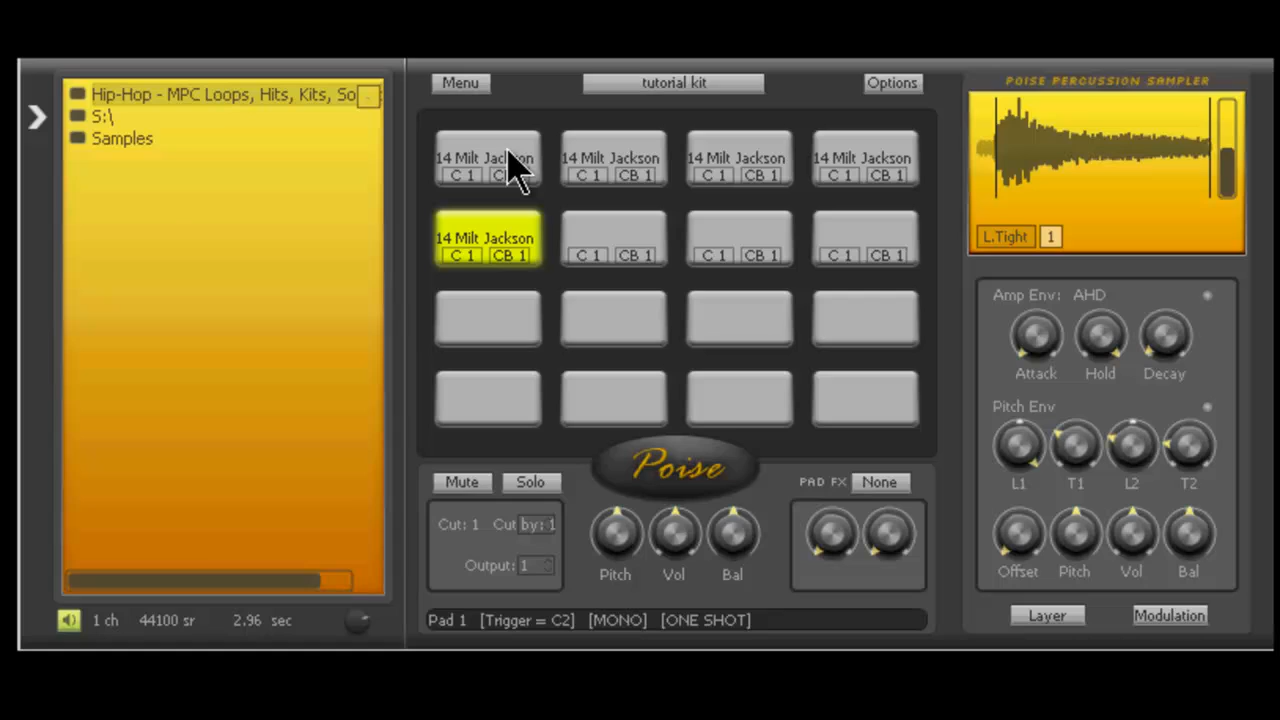 Hip-Hop - MPC Loops, Hits, Kits, So
S:\
Samples
1 ch 44100 sr 2.96 sec
Menu tutorial kit Options
14 Milt Jackson 14 Milt Jackson 14 Milt Jackson 14 Milt Jackson
C 1 C 1 CB 1 C 1 CB 1 C 1 CB 1
14 Milt Jackson
C 1 CB 1 C 1 CB 1 C 1 CB 1 C 1 CB 1
Poise
Mute Solo PAD FX None
Cut: 1 Cut by: 1
Output: 1
Pitch Vol Bal
Pad 1 [Trigger = C2] [MONO] [ONE SHOT]
POISE PERCUSSION SAMPLER
L.Tight 1
Amp Env: AHD
Attack Hold Decay
Pitch Env
L1 T1 L2 T2
Offset Pitch Vol Bal
Layer Modulation